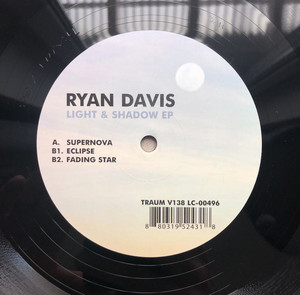 RYAN DAVIS
LIGHT & SHADOW EP
A. SUPERNOVA
B1. ECLIPSE
B2. FADING STAR
TRAUM V138 LC-00496
8 80319 52431 8